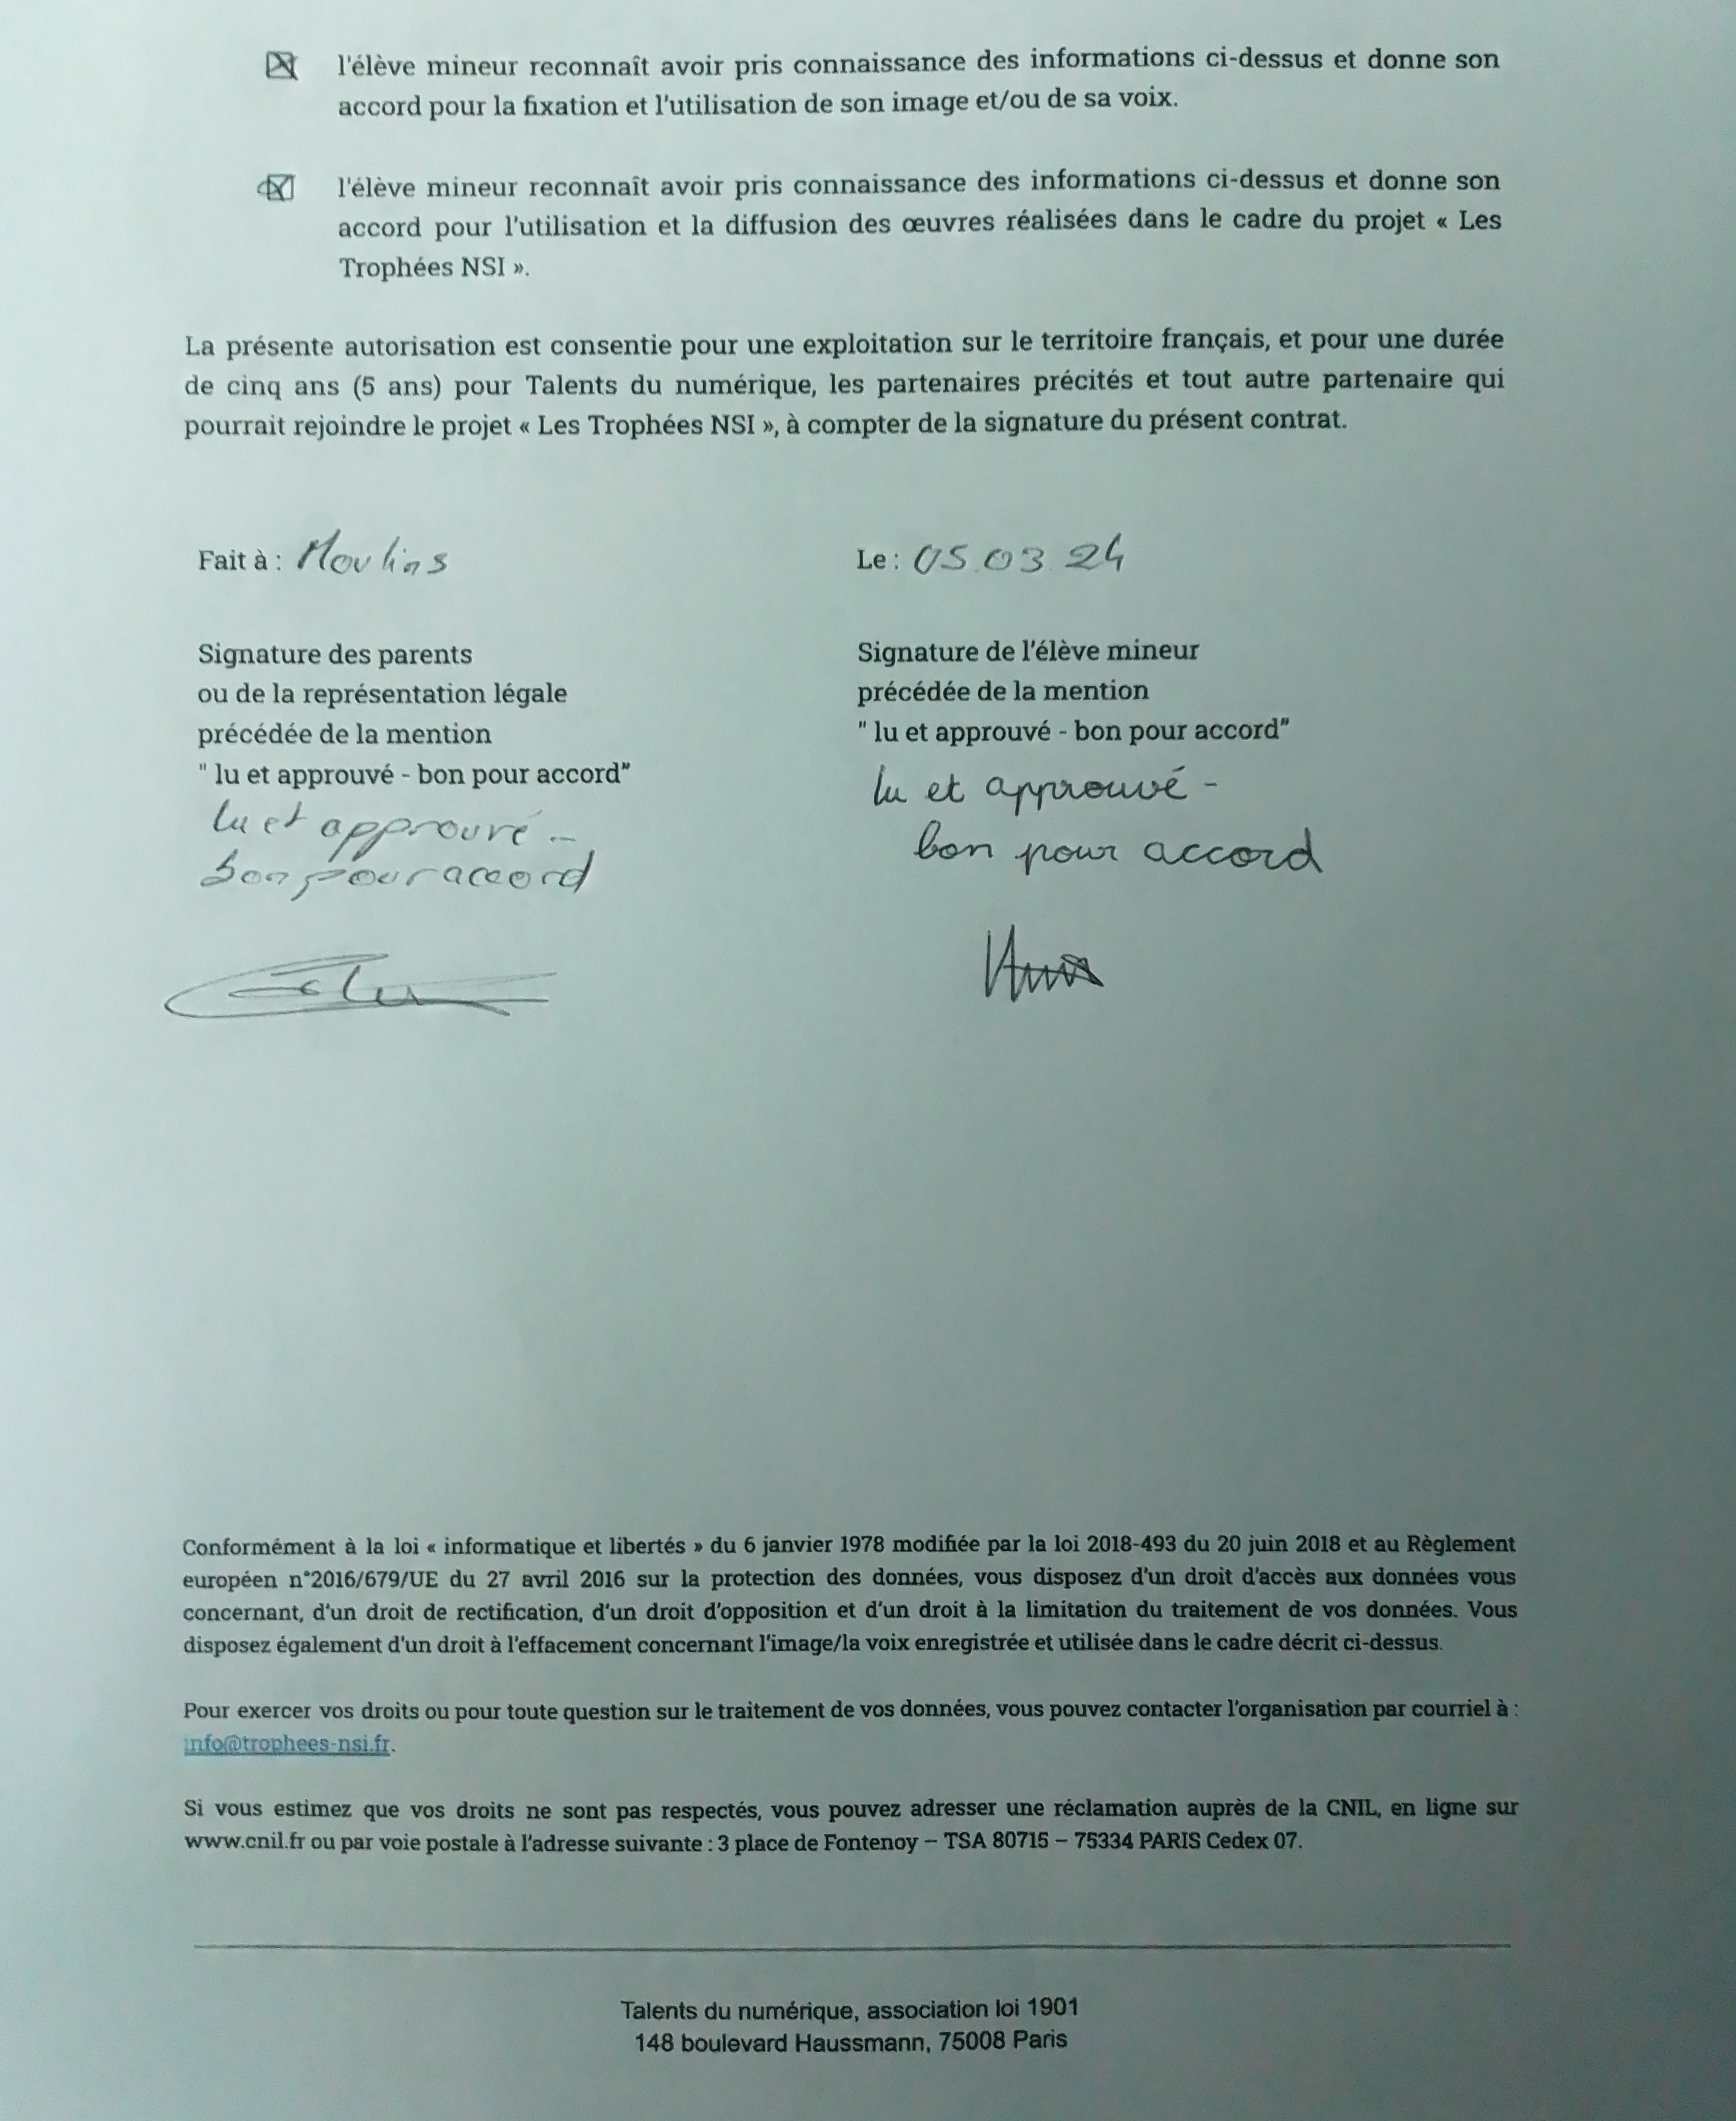 l'élève mineur reconnaît avoir pris connaissance des informations ci-dessus et donne son
accord pour la fixation et l'utilisation de son image et/ou de sa voix.
l'élève mineur reconnaît avoir pris connaissance des informations ci-dessus et donne son
accord pour l'utilisation et la diffusion des œuvres réalisées dans le cadre du projet « Les
Trophées NSI ».
La présente autorisation est consentie pour une exploitation sur le territoire français, et pour une durée
de cinq ans (5 ans) pour Talents du numérique, les partenaires précités et tout autre partenaire qui
pourrait rejoindre le projet « Les Trophées NSI », à compter de la signature du présent contrat.
Fait à : Moulins
Le : 05.03.24
Signature des parents
ou de la représentation légale
précédée de la mention
" lu et approuvé - bon pour accord"
lu et approuvé -
bon pour accord
Signature de l'élève mineur
précédée de la mention
" lu et approuvé - bon pour accord"
lu et approuvé -
bon pour accord
Conformément à la loi « informatique et libertés » du 6 janvier 1978 modifiée par la loi 2018-493 du 20 juin 2018 et au Règlement
européen n°2016/679/UE du 27 avril 2016 sur la protection des données, vous disposez d'un droit d'accès aux données vous
concernant, d'un droit de rectification, d'un droit d'opposition et d'un droit à la limitation du traitement de vos données. Vous
disposez également d'un droit à l'effacement concernant l'image/la voix enregistrée et utilisée dans le cadre décrit ci-dessus.
Pour exercer vos droits ou pour toute question sur le traitement de vos données, vous pouvez contacter l'organisation par courriel à :
info@trophees-nsi.fr.
Si vous estimez que vos droits ne sont pas respectés, vous pouvez adresser une réclamation auprès de la CNIL, en ligne sur
www.cnil.fr ou par voie postale à l'adresse suivante : 3 place de Fontenoy – TSA 80715 – 75334 PARIS Cedex 07.
Talents du numérique, association loi 1901
148 boulevard Haussmann, 75008 Paris